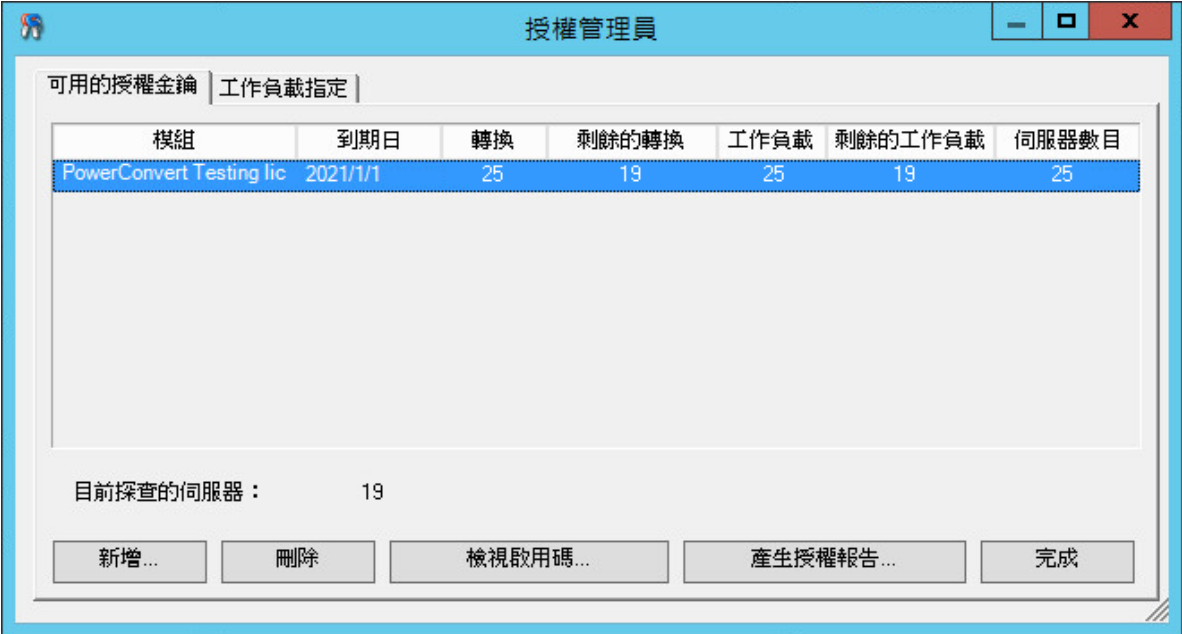 授權管理員
可用的授權金鑰 工作負載指定
模組 到期日 轉換 剩餘的轉換 工作負載 剩餘的工作負載 伺服器數目
PowerConvert Testing lic 2021/1/1 25 19 25 19 25
目前探查的伺服器： 19
新增... 刪除 檢視啟用碼... 產生授權報告... 完成